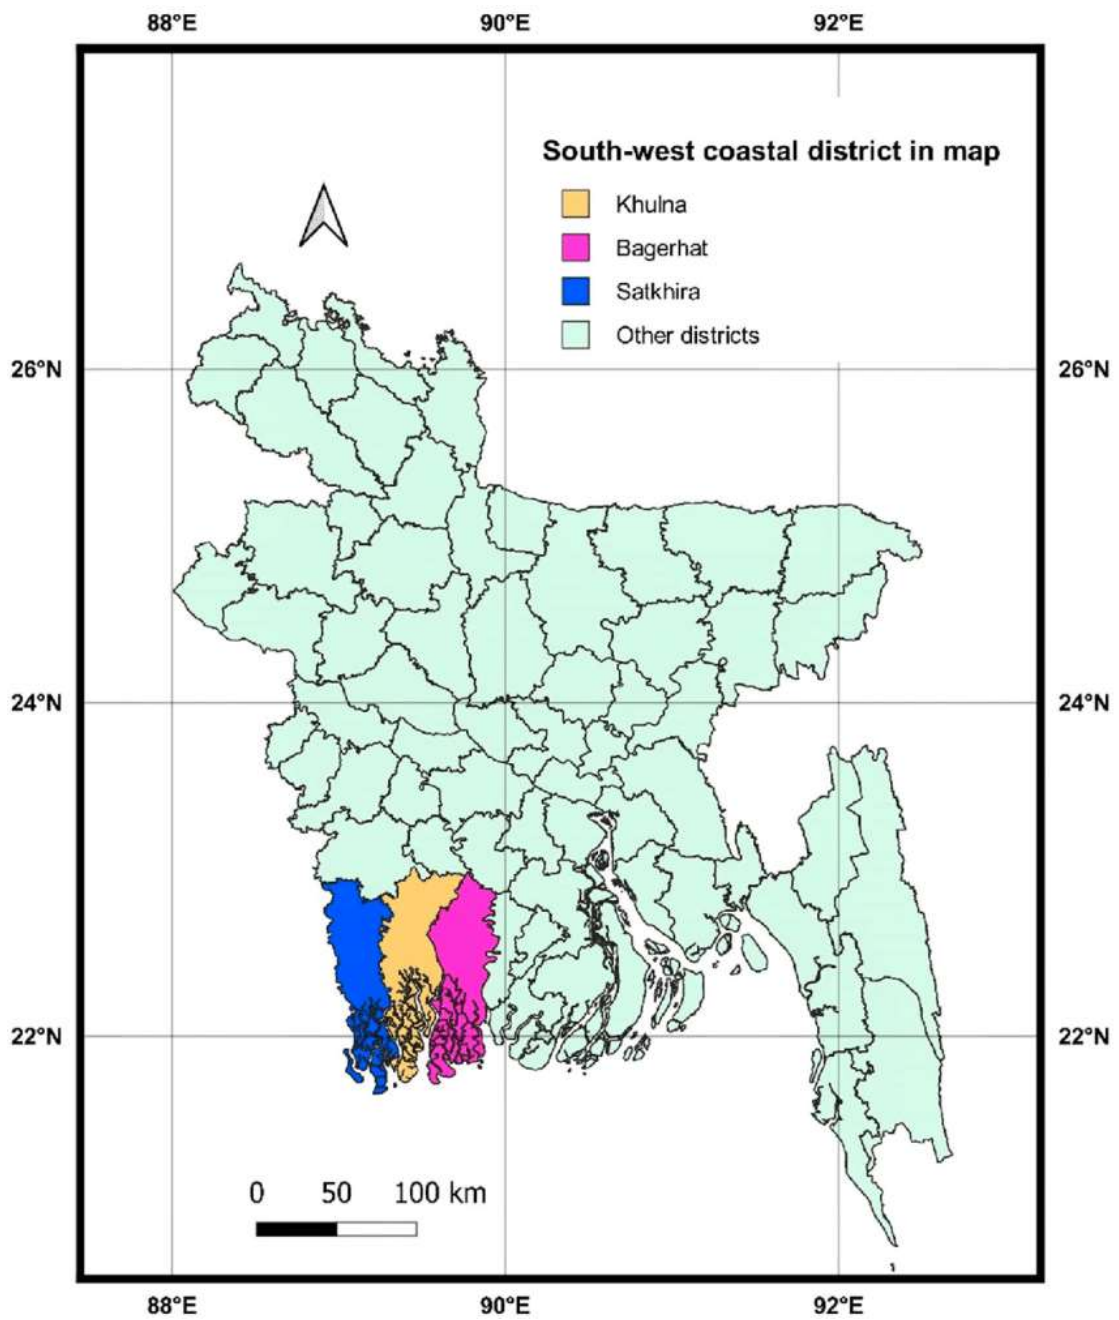 88°E 90°E 92°E
South-west coastal district in map
Khulna
Bagerhat
Satkhira
Other districts
26°N 26°N
24°N 24°N
22°N 22°N
0 50 100 km
88°E 90°E 92°E